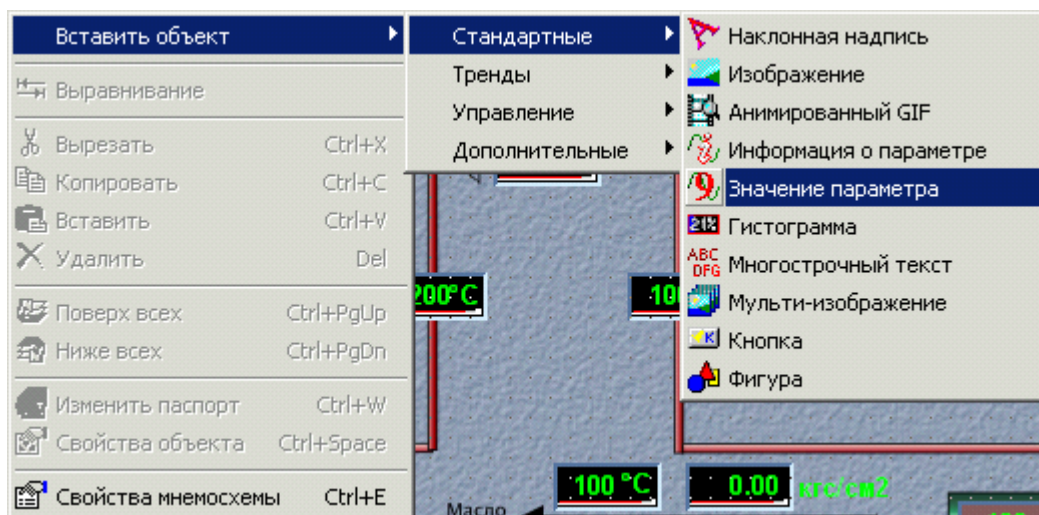 Вставить объект
Выравнивание
Вырезать Ctrl+X
Копировать Ctrl+C
Вставить Ctrl+V
Удалить Del
Поверх всех Ctrl+PgUp
Ниже всех Ctrl+PgDn
Изменить паспорт Ctrl+W
Свойства объекта Ctrl+Space
Свойства мнемосхемы Ctrl+E
Стандартные
Тренды
Управление
Дополнительные
Наклонная надпись
Изображение
Анимированный GIF
Информация о параметре
Значение параметра
Гистограмма
ABC
DFG
Многострочный текст
Мульти-изображение
К
Кнопка
Фигура
200°C
10
100 °C
0.00 кгс/cm2
Масло